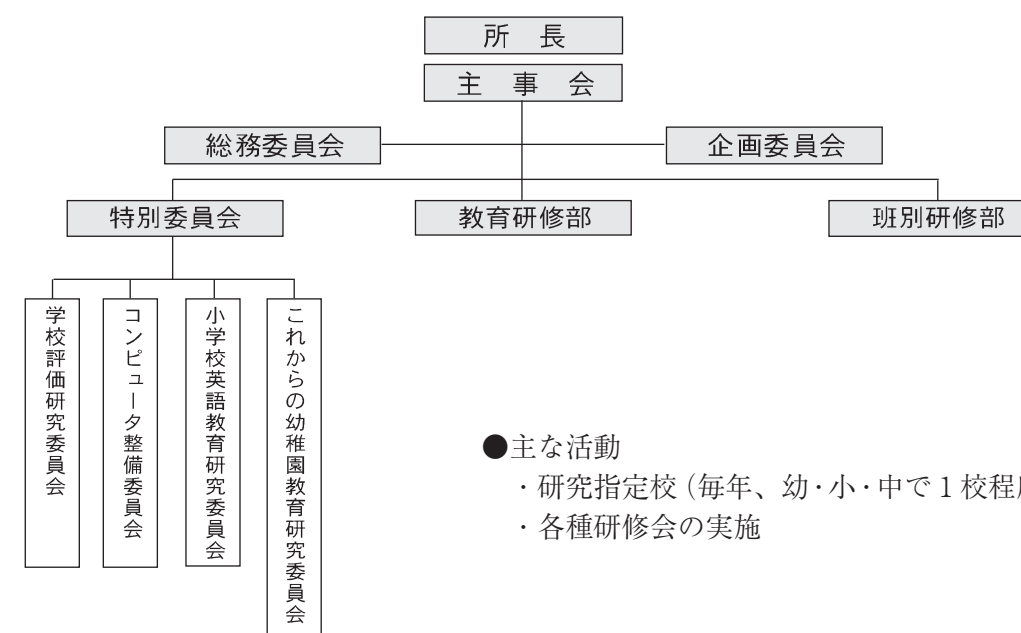 所 長
主 事 会
総務委員会
企画委員会
特別委員会
教育研修部
班別研修部
学校評価研究委員会
コンピュータ整備委員会
小学校英語教育研究委員会
これからの幼稚園教育研究委員会
●主な活動
・研究指定校(毎年、幼・小・中で1校程
・各種研修会の実施